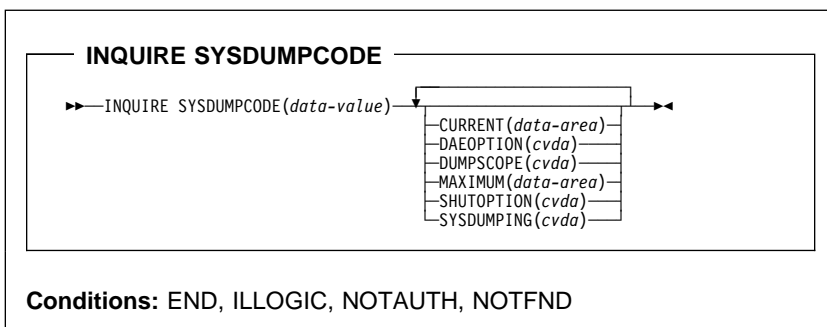 INQUIRE SYSDUMPCODE
►►──INQUIRE SYSDUMPCODE(data-value)──►◄
CURRENT(data-area)
DAEOPTION(cvda)
DUMPSCOPE(cvda)
MAXIMUM(data-area)
SHUTOPTION(cvda)
SYSDUMPING(cvda)
Conditions: END, ILLOGIC, NOTAUTH, NOTFND